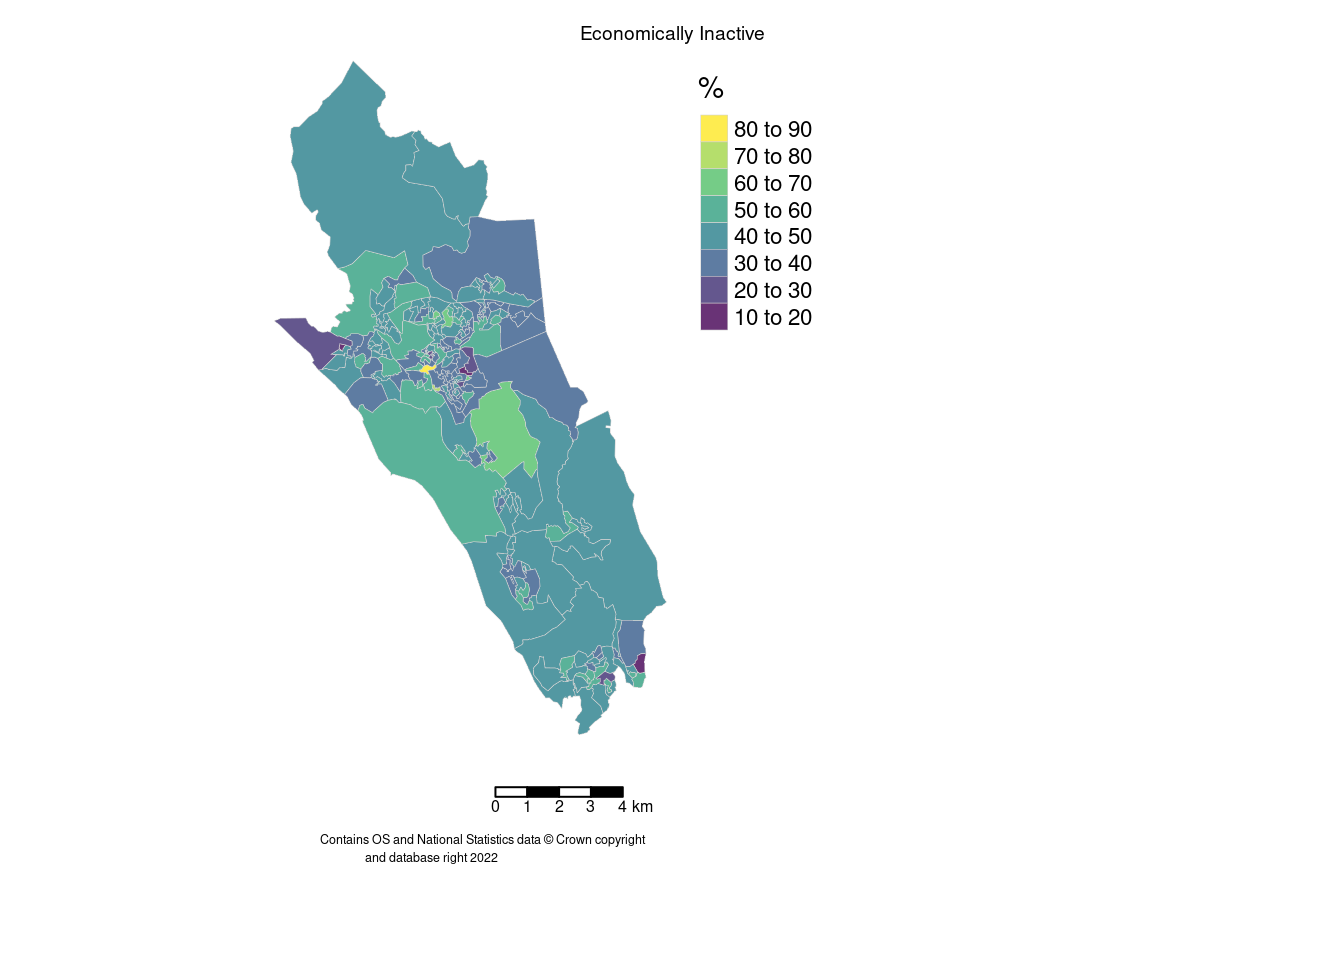 Economically Inactive
%
80 to 90
70 to 80
60 to 70
50 to 60
40 to 50
30 to 40
20 to 30
10 to 20
0 1 2 3 4 km
Contains OS and National Statistics data © Crown copyright
and database right 2022